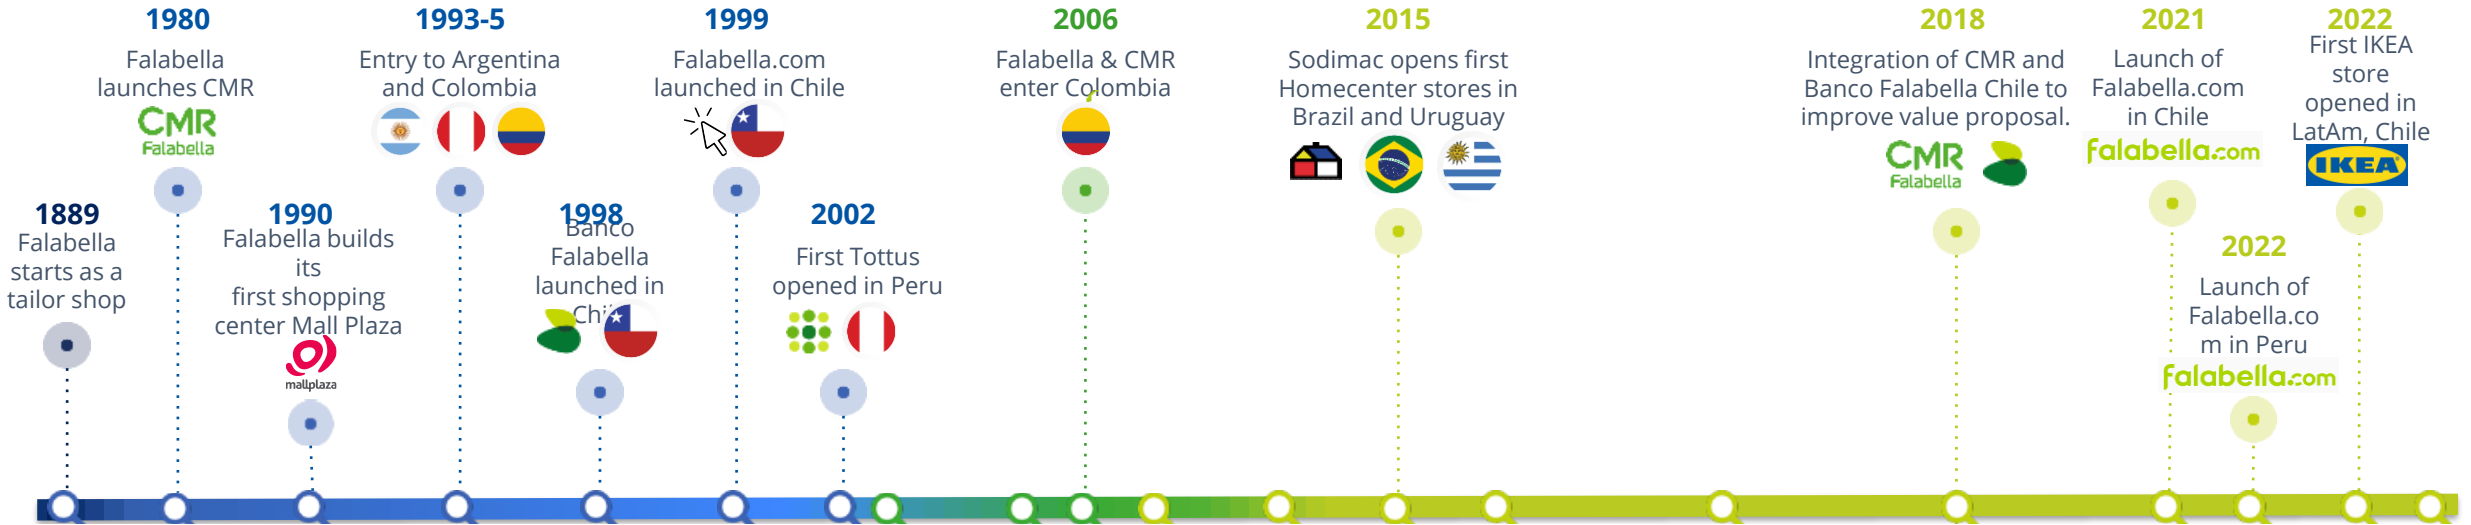 1980
Falabella
launches CMR
CMR
Falabella
1993-5
Entry to Argentina
and Colombia
1999
Falabella.com
launched in Chile
2006
Falabella & CMR
enter Colombia
2015
Sodimac opens first
Homecenter stores in
Brazil and Uruguay
2018
Integration of CMR and
Banco Falabella Chile to
improve value proposal.
CMR
Falabella
2021
Launch of
Falabella.com
in Chile
falabella.com
2022
First IKEA
store
opened in
LatAm, Chile
IKEA
1889
Falabella
starts as a
tailor shop
1990
Falabella builds
its
first shopping
center Mall Plaza
mallplaza
1998
Banco
Falabella
launched in
Chile
2002
First Tottus
opened in Peru
2022
Launch of
Falabella.co
m in Peru
falabella.com